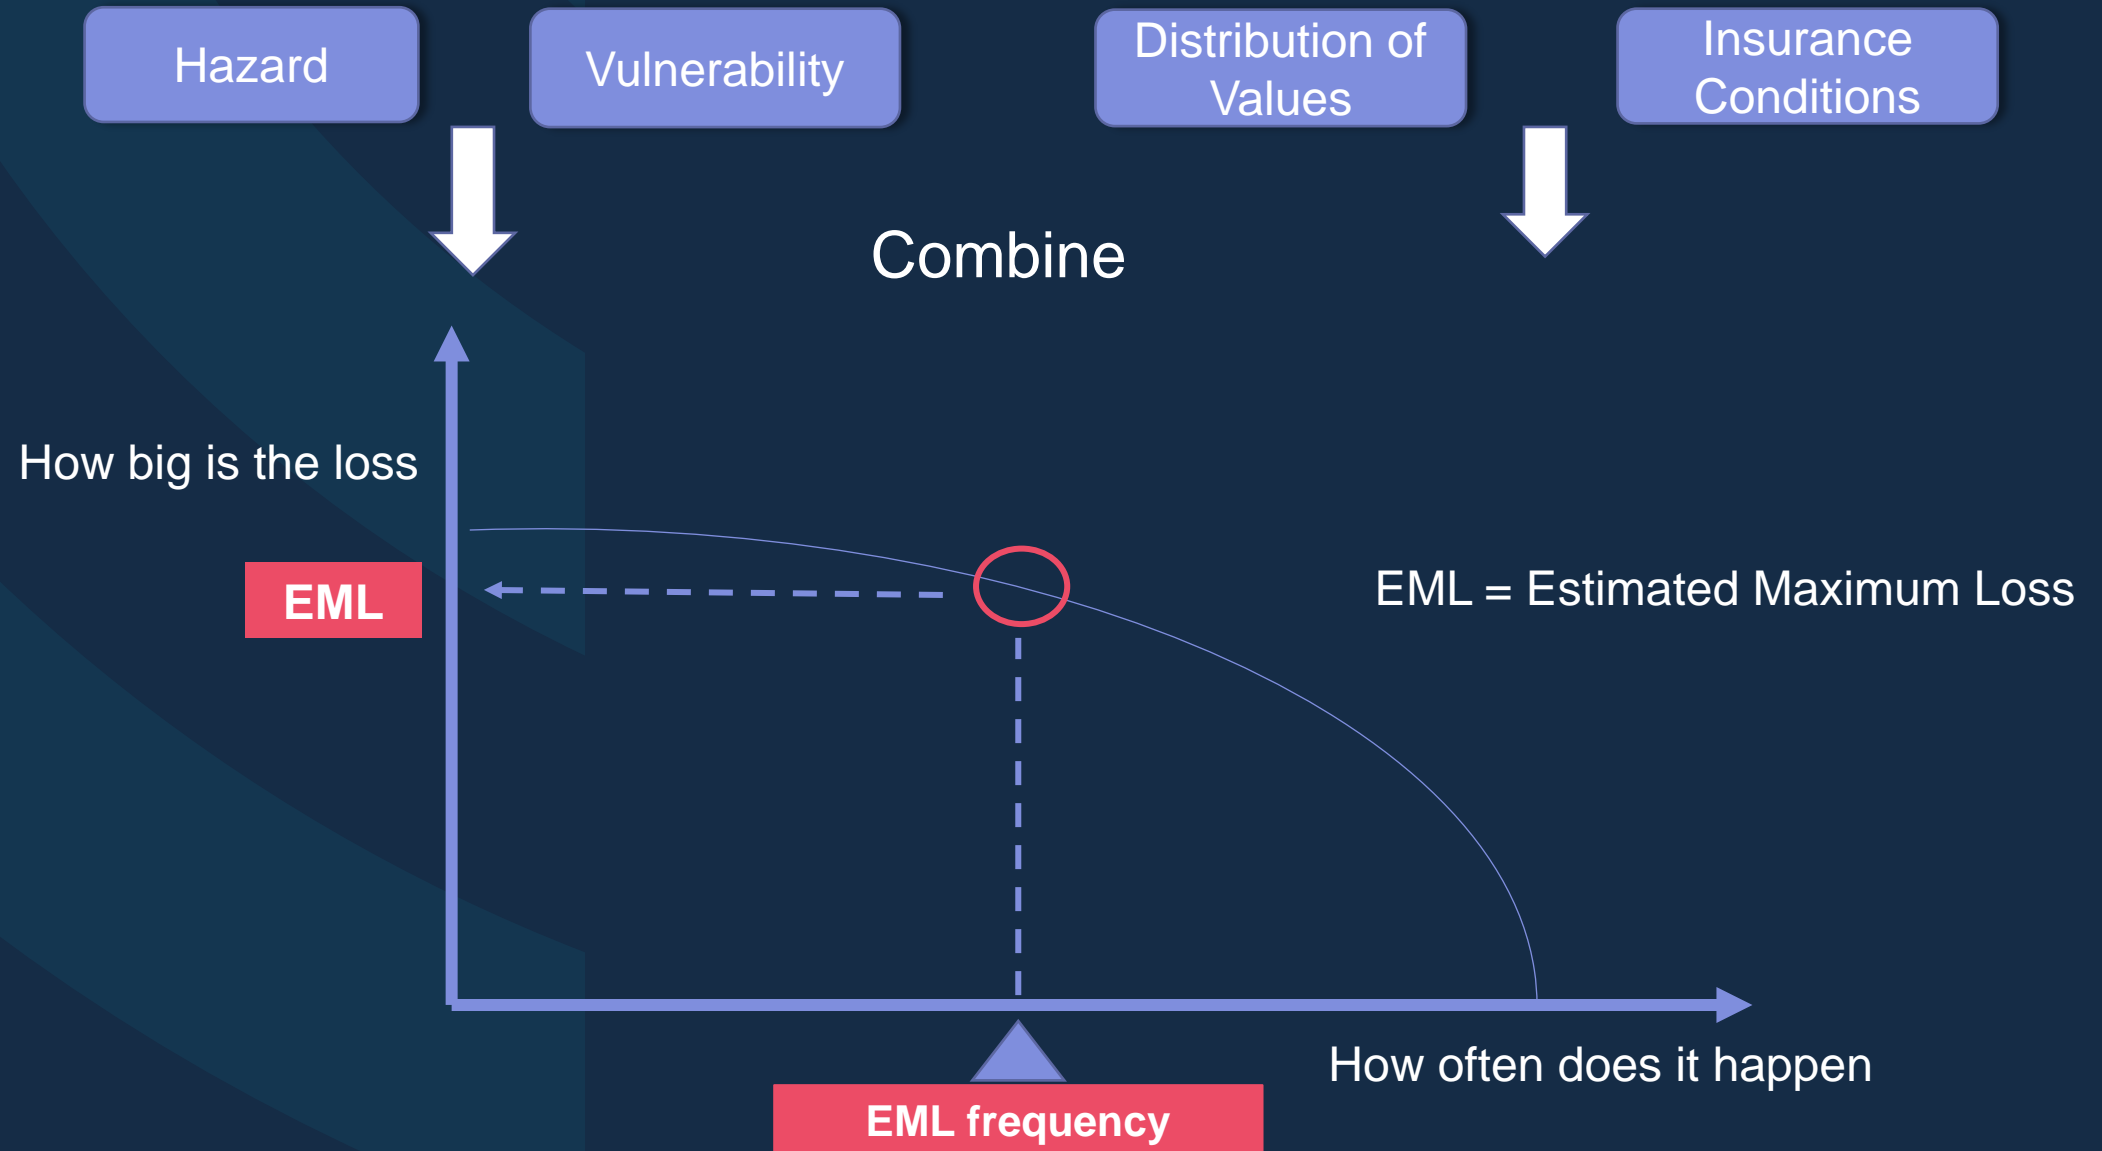 Hazard
Vulnerability
Distribution of
Values
Insurance
Conditions
Combine
How big is the loss
EML
EML = Estimated Maximum Loss
How often does it happen
EML frequency